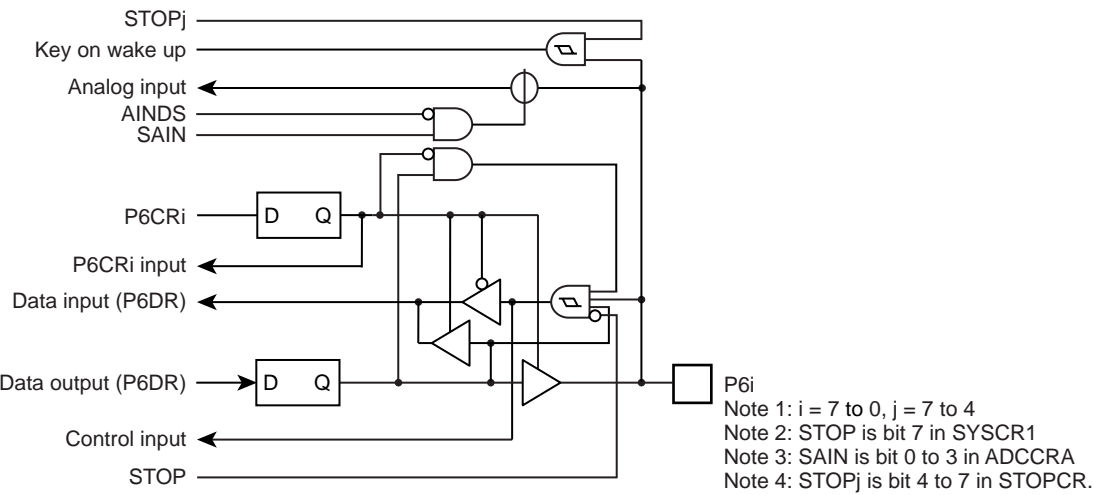 STOPj
Key on wake up
Analog input
AINDS
SAIN
P6CRi
D Q
P6CRi input
Data input (P6DR)
Data output (P6DR)
D Q
P6i
Note 1: i = 7 to 0, j = 7 to 4
Note 2: STOP is bit 7 in SYSCR1
Note 3: SAIN is bit 0 to 3 in ADCCRA
Note 4: STOPj is bit 4 to 7 in STOPCR.
Control input
STOP